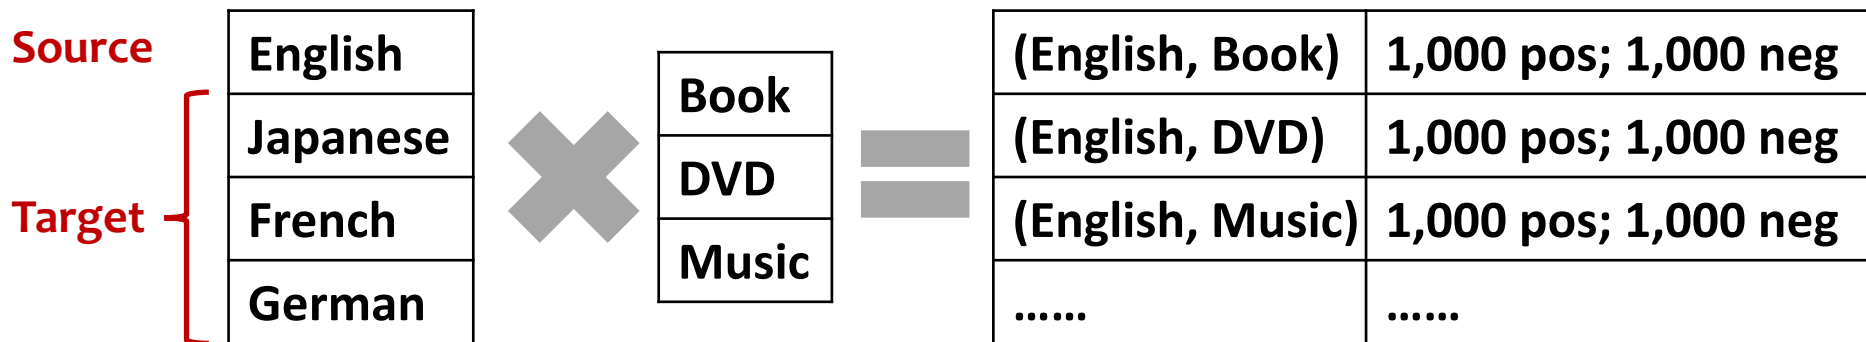 Source
Target
English
Japanese
French
German
Book
DVD
Music
(English, Book) 1,000 pos; 1,000 neg
(English, DVD) 1,000 pos; 1,000 neg
(English, Music) 1,000 pos; 1,000 neg
...... ......